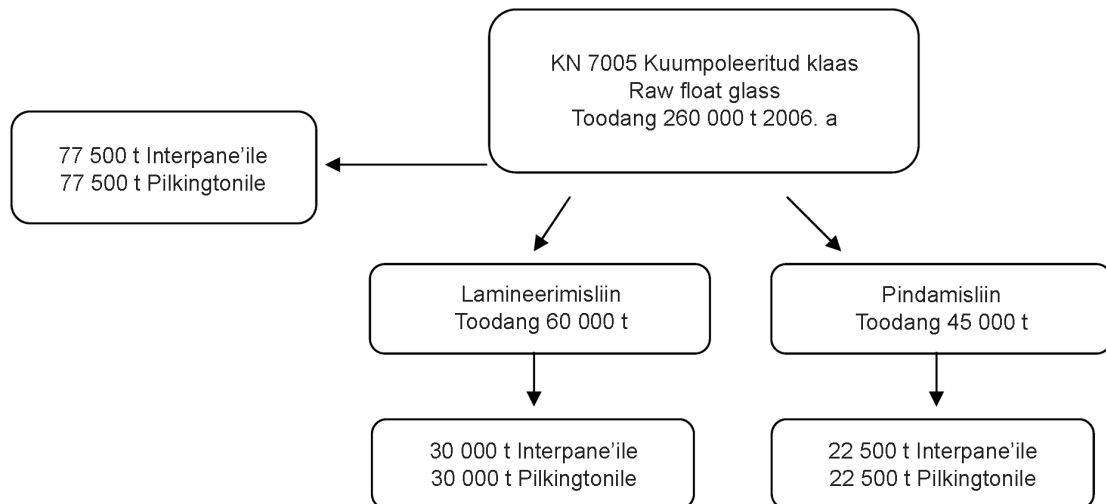 KN 7005 Kuumpoleeritud klaas
Raw float glass
Toodang 260 000 t 2006. a
77 500 t Interpane’ile
77 500 t Pilkingtonile
Lamineerimisliin
Toodang 60 000 t
Pindamisliin
Toodang 45 000 t
30 000 t Interpane’ile
30 000 t Pilkingtonile
22 500 t Interpane’ile
22 500 t Pilkingtonile